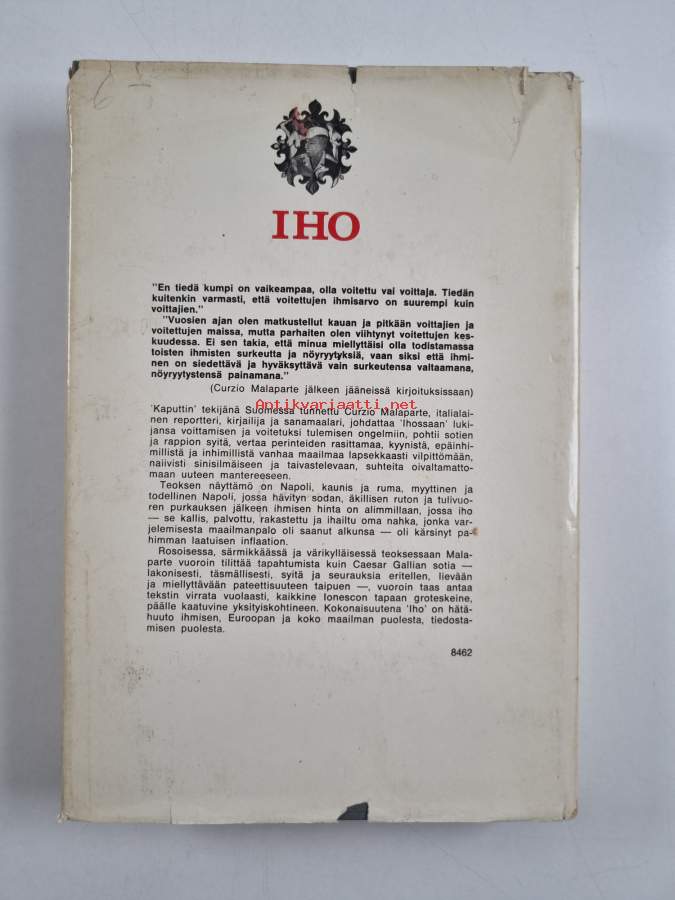 6
IHO
"En tiedä kumpi on vaikeampaa, olla voitettu vai voittaja. Tiedän
kuitenkin varmasti, että voitettujen ihmisarvo on suurempi kuin
voittajien."
"Vuosien ajan olen matkustellut kauan ja pitkään voittajien ja
voitettujen maissa, mutta parhaiten olen viihtynyt voitettujen kes-
kuudessa. Ei sen takia, että minua miellyttäisi olla todistamassa
toisten ihmisten surkeutta ja nöyryytyksiä, vaan siksi että ihmi-
nen on siedettävä ja hyväksyttävä vain surkeutensa valtaamana,
nöyryytystensä painamana."
(Curzio Malaparte jälkeen jääneissä kirjoituksissaan)
Antikvariaatti.net
'Kaputtin' tekijänä Suomessa tunnettu Curzio Malaparte, italialai-
nen reportteri, kirjailija ja sanamaalari, johdattaa 'Ihossaan' luki-
jansa voittamisen ja voitetuksi tulemisen ongelmiin, pohtii sotien
ja rappion syitä, vertaa perinteiden rasittamaa, kyynistä, epäinhi-
millistä ja inhimillistä vanhaa maailmaa lapsekkaasti vilpittömään,
naiivisti sinisilmäiseen ja taivastelevaan, suhteita oivaltamatto-
maan uuteen mantereeseen.
Teoksen näyttämö on Napoli, kaunis ja ruma, myyttinen ja
todellinen Napoli, jossa hävityn sodan, äkillisen ruton ja tulivuo-
ren purkauksen jälkeen ihmisen hinta on alimmillaan, jossa iho
— se kallis, palvottu, rakastettu ja ihailtu oma nahka, jonka var-
jelemisesta maailmanpalo oli saanut alkunsa — oli kärsinyt pa-
himman laatuisen inflaation.
Rosoisessa, särmikkäässä ja värikylläisessä teoksessaan Mala-
parte vuoroin tilittää tapahtumista kuin Caesar Gallian sotia —
lakonisesti, täsmällisesti, syitä ja seurauksia eritellen, lievään
ja miellyttävään pateettisuuteen taipuen —, vuoroin taas antaa
tekstin virrata vuolaasti, kaikkine Ionescon tapaan groteskeine,
päälle kaatuvine yksityiskohtineen. Kokonaisuutena 'Iho' on hätä-
huuto ihmisen, Euroopan ja koko maailman puolesta, tiedosta-
misen puolesta.
8462